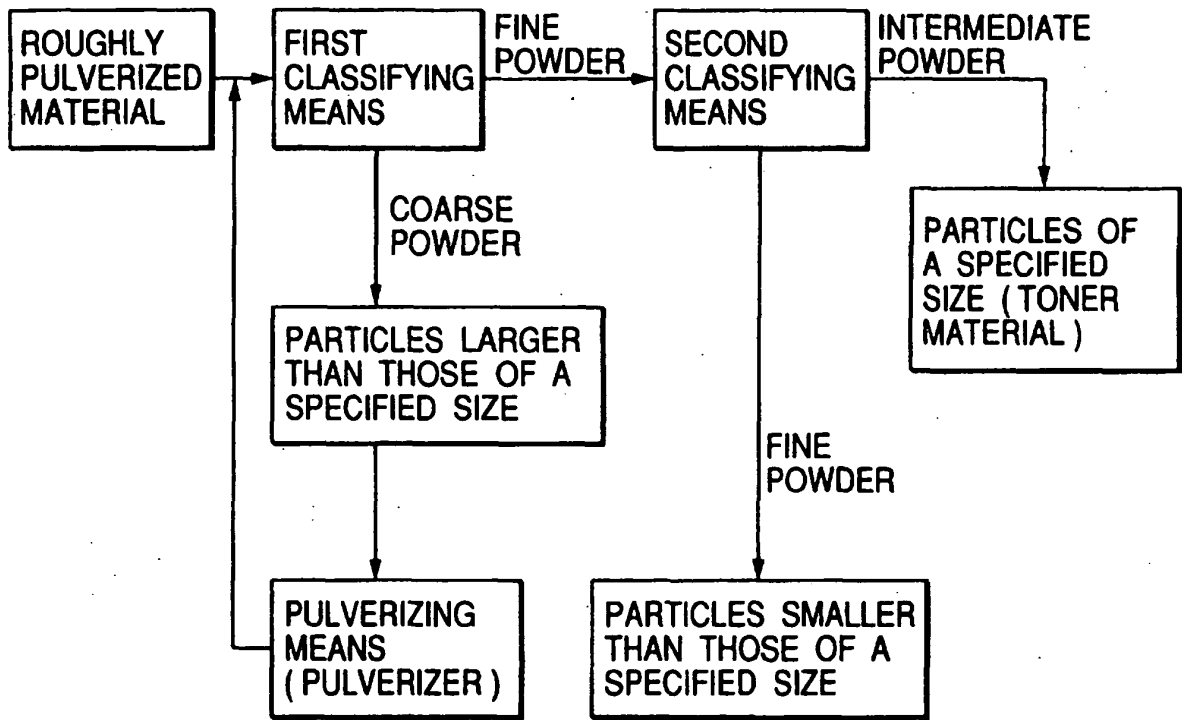 ROUGHLY
PULVERIZED
MATERIAL
FIRST
CLASSIFYING
MEANS
FINE
POWDER
SECOND
CLASSIFYING
MEANS
INTERMEDIATE
POWDER
COARSE
POWDER
PARTICLES OF
A SPECIFIED
SIZE ( TONER
MATERIAL )
PARTICLES LARGER
THAN THOSE OF A
SPECIFIED SIZE
FINE
POWDER
PULVERIZING
MEANS
( PULVERIZER )
PARTICLES SMALLER
THAN THOSE OF A
SPECIFIED SIZE